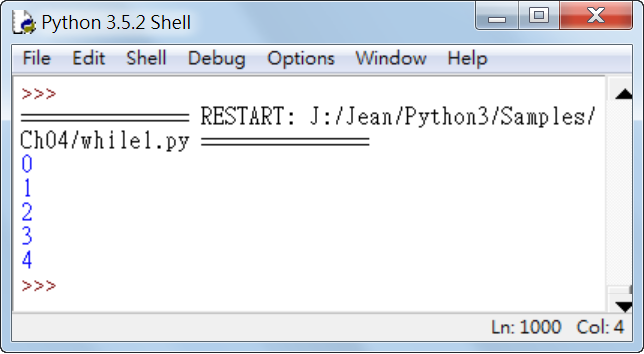 Python 3.5.2 Shell
File Edit Shell Debug Options Window Help
>>>
================ RESTART: J:/Jean/Python3/Samples/
Ch04/while1.py ================
0
1
2
3
4
>>>
Ln: 1000 Col: 4